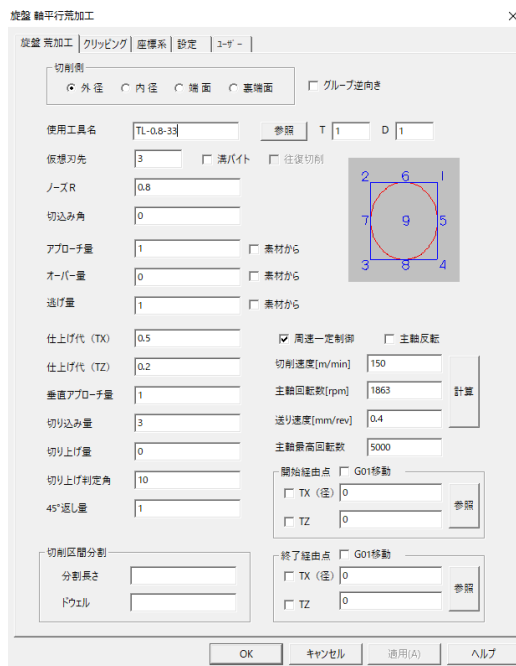 旋盤 軸平行荒加工
旋盤 荒加工 クリッピング 座標系 設定 ユーザー
切削側
外 径 内 径 端 面 裏端面
グループ逆向き
使用工具名 TL-0.8-33 参照 T 1 D 1
仮想刃先 3 溝バイト 往復切削
ノーズR 0.8
切込み角 0
アプローチ量 1 素材から
オーバー量 0 素材から
逃げ量 1 素材から
2 6 1
7 9 5
3 8 4
仕上げ代（TX） 0.5
仕上げ代（TZ） 0.2
垂直アプローチ量 1
切り込み量 3
切り上げ量 0
切り上げ判定角 10
45°返し量 1
周速一定制御 主軸反転
切削速度[m/min] 150
主軸回転数[rpm] 1863
計算
送り速度[mm/rev] 0.4
主軸最高回転数 5000
開始経由点 G01移動
TX（径） 0
参照
TZ 0
切削区間分割
分割長さ
ドウェル
終了経由点 G01移動
TX（径） 0
参照
TZ 0
OK キャンセル 適用(A) ヘルプ